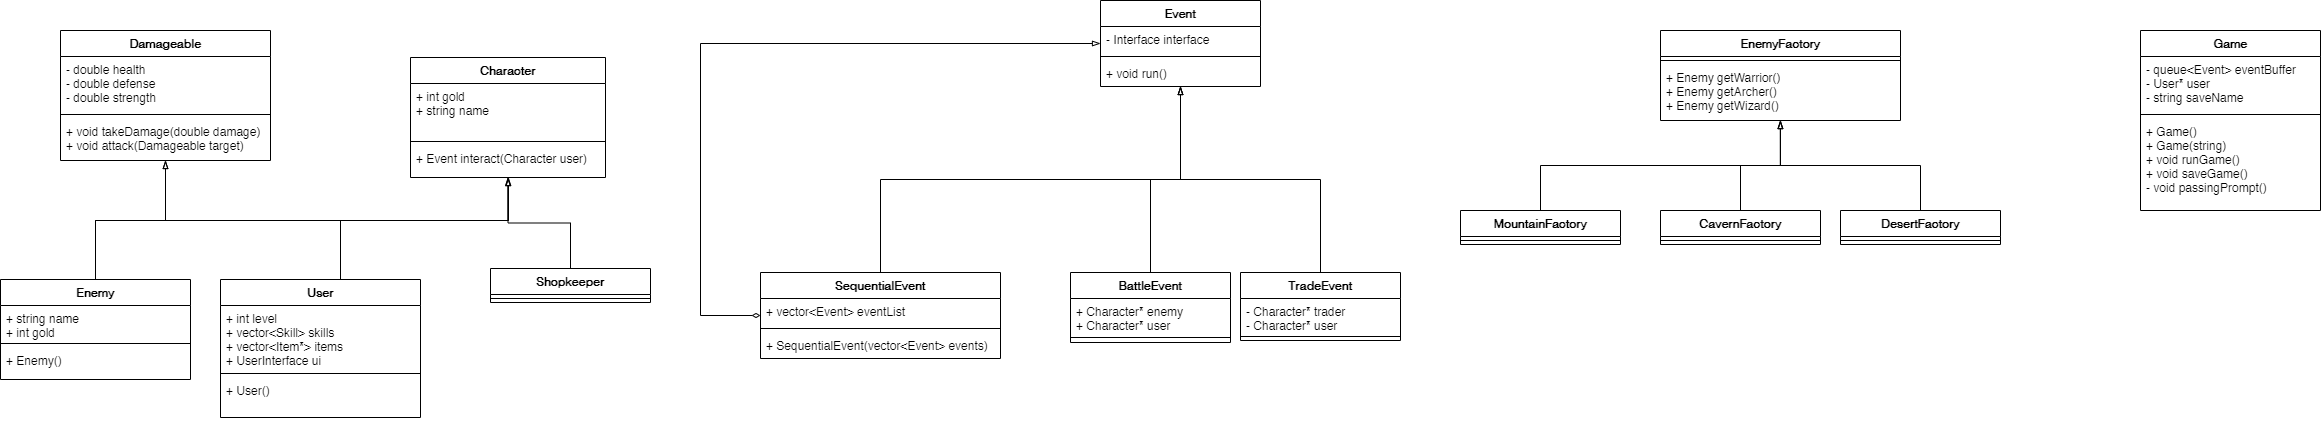 Damageable
- double health
- double defense
- double strength
+ void takeDamage(double damage)
+ void attack(Damageable target)
Character
+ int gold
+ string name
+ Event interact(Character user)
Enemy
+ string name
+ int gold
+ Enemy()
User
+ int level
+ vector<Skill> skills
+ vector<Item*> items
+ UserInterface ui
+ User()
Shopkeeper
Event
- Interface interface
+ void run()
SequentialEvent
+ vector<Event> eventList
+ SequentialEvent(vector<Event> events)
BattleEvent
+ Character* enemy
+ Character* user
TradeEvent
- Character* trader
- Character* user
EnemyFactory
+ Enemy getWarrior()
+ Enemy getArcher()
+ Enemy getWizard()
MountainFactory
CavernFactory
DesertFactory
Game
- queue<Event> eventBuffer
- User* user
- string saveName
+ Game()
+ Game(string)
+ void runGame()
+ void saveGame()
- void passingPrompt()